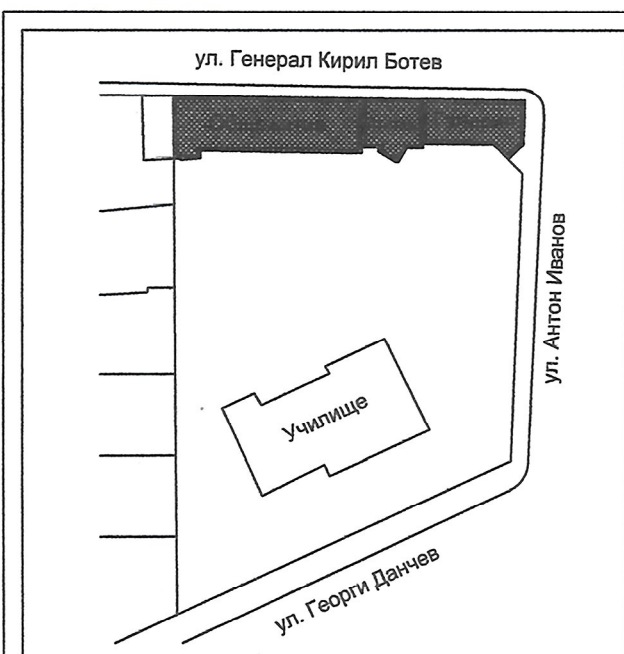 ул. Генерал Кирил Ботев
ул. Антон Иванов
Училище
ул. Георги Данчев